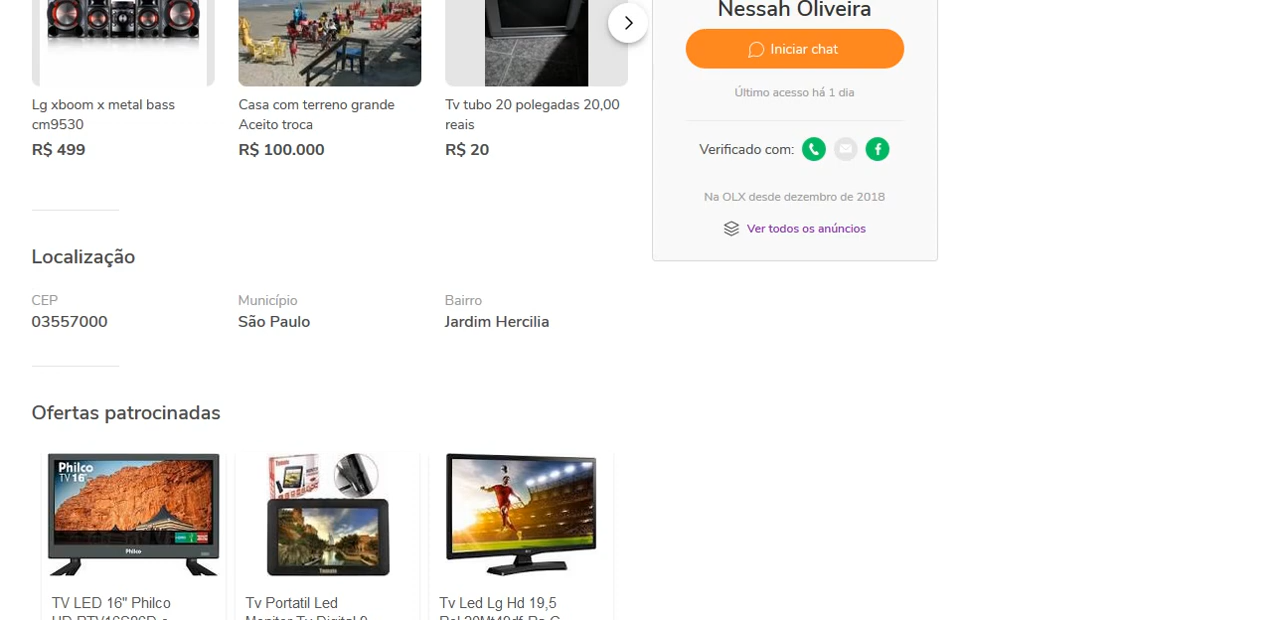 Nessah Oliveira
Iniciar chat
Último acesso há 1 dia
Verificado com:
Na OLX desde dezembro de 2018
Ver todos os anúncios
Lg xboom x metal bass
cm9530
R$ 499
Casa com terreno grande
Aceito troca
R$ 100.000
Tv tubo 20 polegadas 20,00
reais
R$ 20
Localização
CEP
03557000
Município
São Paulo
Bairro
Jardim Hercilia
Ofertas patrocinadas
Philco
TV 16"
Philco
TV LED 16" Philco
Tv Portatil Led
Tv Led Lg Hd 19,5